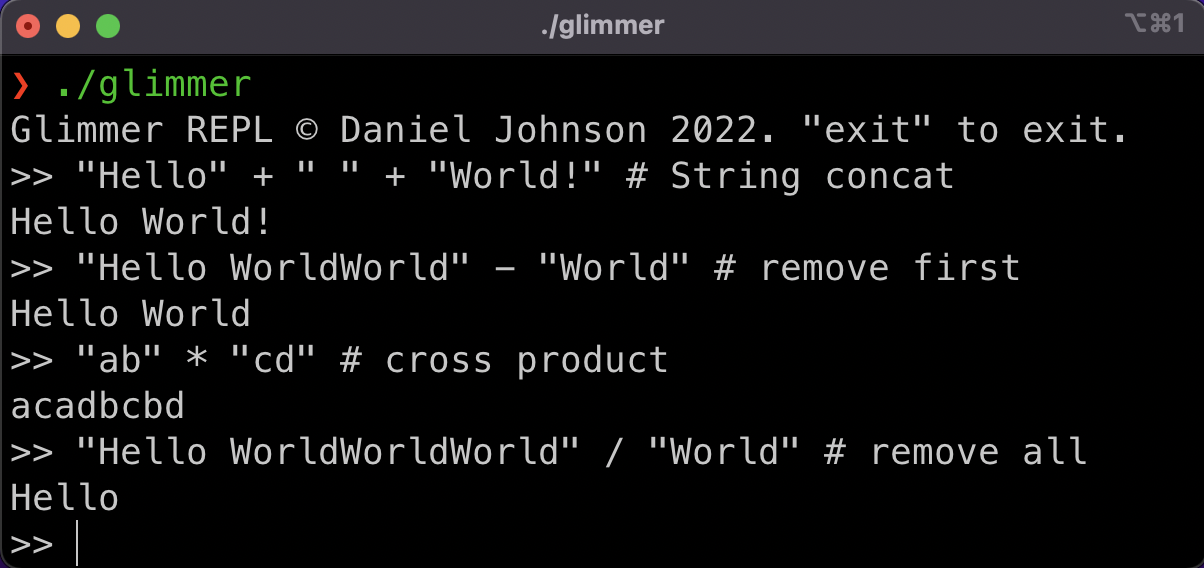 ./glimmer
⌥⌘1
❯ ./glimmer
Glimmer REPL © Daniel Johnson 2022. "exit" to exit.
>> "Hello" + " " + "World!" # String concat
Hello World!
>> "Hello WorldWorld" - "World" # remove first
Hello World
>> "ab" * "cd" # cross product
acadbcbd
>> "Hello WorldWorldWorld" / "World" # remove all
Hello
>>